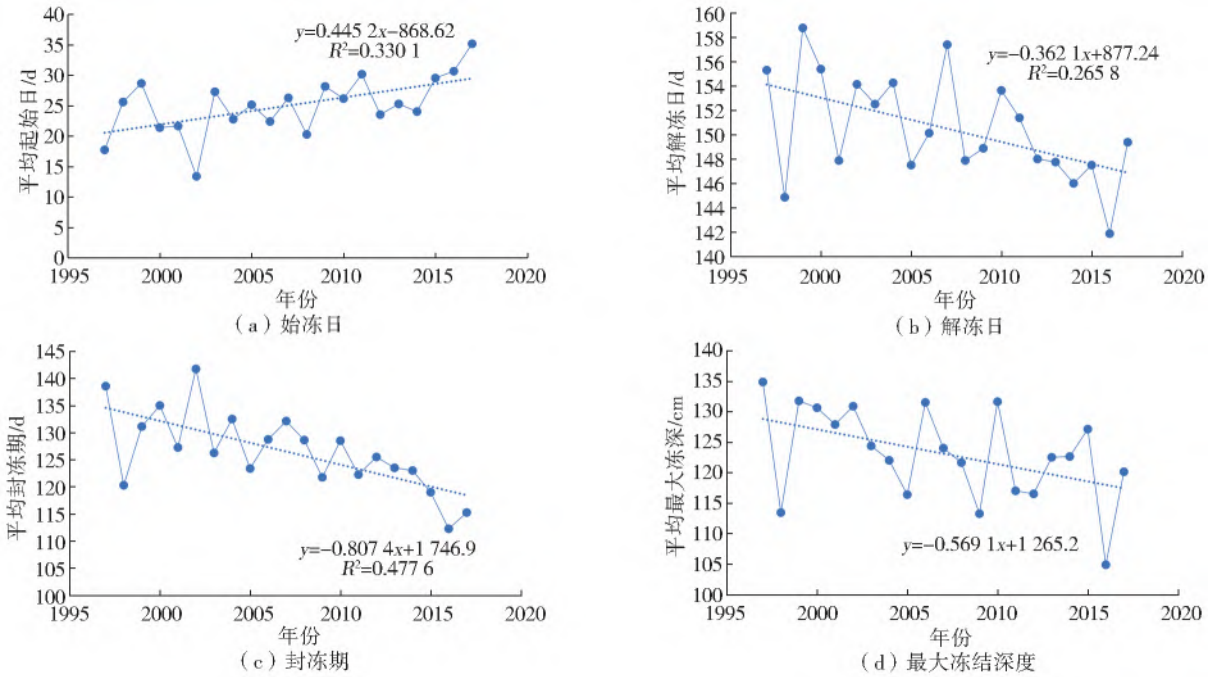 平均起始日/d
40
35
30
25
20
15
10
5
0
y=0.445 2x−868.62
R²=0.330 1
1995 2000 2005 2010 2015 2020
年份
（a）始冻日
平均解冻日/d
160
158
156
154
152
150
148
146
144
142
140
y=−0.362 1x+877.24
R²=0.265 8
1995 2000 2005 2010 2015 2020
年份
（b）解冻日
平均封冻期/d
145
140
135
130
125
120
115
110
105
100
y=−0.807 4x+1 746.9
R²=0.477 6
1995 2000 2005 2010 2015 2020
年份
（c）封冻期
平均最大冻深/cm
140
135
130
125
120
115
110
105
100
y=−0.569 1x+1 265.2
1995 2000 2005 2010 2015 2020
年份
（d）最大冻结深度